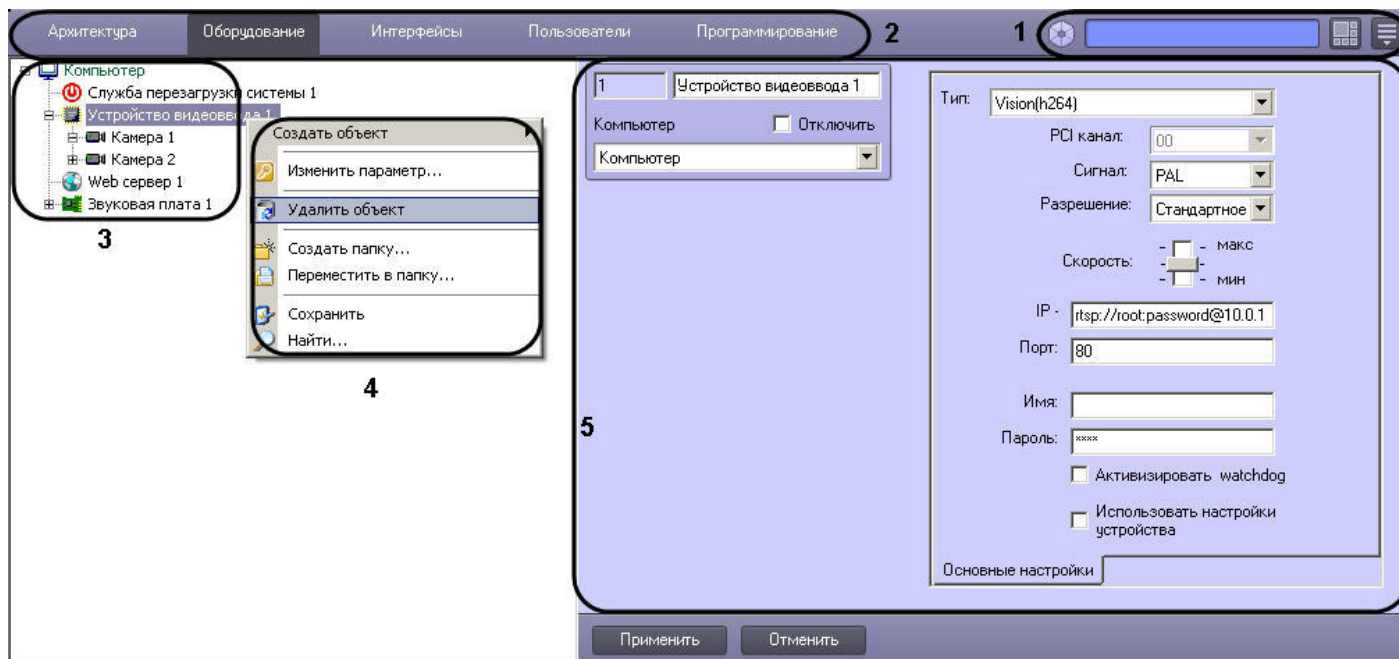 Архитектура Оборудование Интерфейсы Пользователи Программирование 2 1
Компьютер
Служба перезагрузки системы 1
Устройство видеоввода 1
Камера 1
Камера 2
Web сервер 1
Звуковая плата 1
3
Создать объект
Изменить параметр...
Удалить объект
Создать папку...
Переместить в папку...
Сохранить
Найти...
4
5
1 Устройство видеоввода 1
Компьютер Отключить
Компьютер
Тип: Vision(h264)
PCI канал: 00
Сигнал: PAL
Разрешение: Стандартное
Скорость: - - макс
- -
- - мин
IP - rtsp://root:password@10.0.1
Порт: 80
Имя:
Пароль: ****
Активизировать watchdog
Использовать настройки
устройства
Основные настройки
Применить Отменить